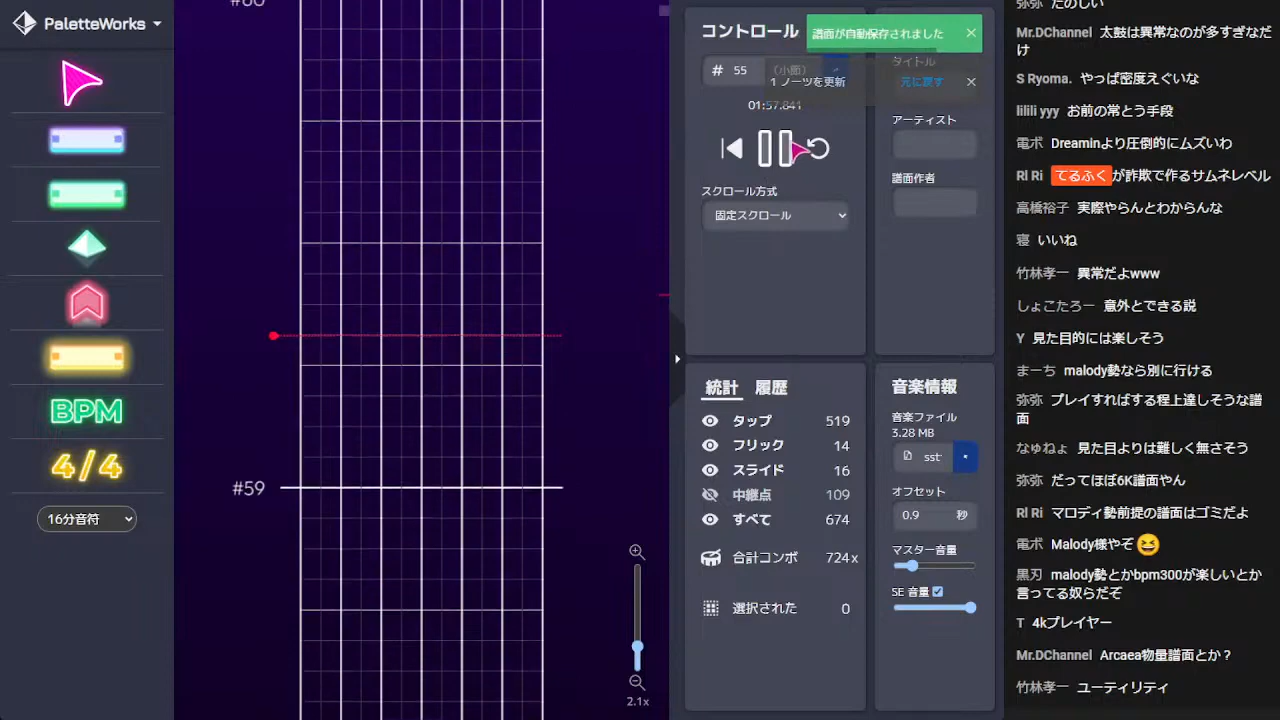 PaletteWorks
BPM
4/4
16分音符
#60
#59
2.1x
コントロール
譜面が自動保存されました
# 55
(小節)
1 ノーツを更新
元に戻す
タイトル
01:57.841
アーティスト
譜面作者
スクロール方式
固定スクロール
統計 履歴
タップ 519
フリック 14
スライド 16
中継点 109
すべて 674
合計コンボ 724x
選択された 0
音楽情報
音楽ファイル
3.28 MB
sst
オフセット
0.9 秒
マスター音量
SE 音量
弥弥 たのしい
Mr.DChannel 太鼓は異常なのが多すぎなだ
け
S Ryoma. やっぱ密度えぐいな
lilili yyy お前の常とう手段
電ボ Dreaminより圧倒的にムズいわ
Rl Ri てるふくが詐欺で作るサムネレベル
高橋裕子 実際やらんとわからんな
寝 いいね
竹林孝一 異常だよwww
しょこたろー 意外とできる説
Y 見た目的には楽しそう
まーち malody勢なら別に行ける
弥弥 プレイすればする程上達しそうな譜
面
なゅねょ 見た目よりは難しく無さそう
弥弥 だってほぼ6K譜面やん
Rl Ri マロディ勢前提の譜面はゴミだよ
電ボ Malody様やぞ😆
黒刃 malody勢とかbpm300が楽しいとか
言ってる奴らだぞ
T 4kプレイヤー
Mr.DChannel Arcaea物量譜面とか？
竹林孝一 ユーティリティ